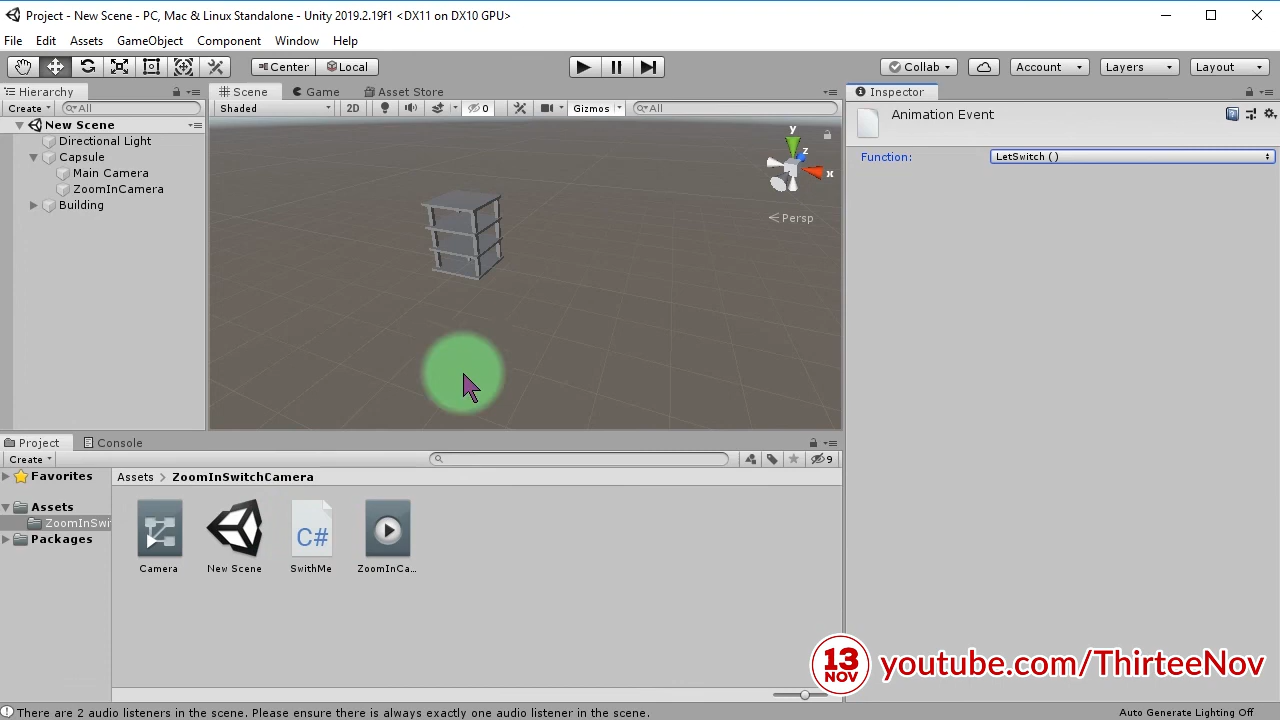 Project - New Scene - PC, Mac & Linux Standalone - Unity 2019.2.19f1 <DX11 on DX10 GPU>
File Edit Assets GameObject Component Window Help
Center Local Collab Account Layers Layout
Hierarchy Scene Game Asset Store Inspector
Create All Shaded 2D 0 Gizmos All
Animation Event
New Scene
Directional Light
Capsule
Main Camera
ZoomInCamera
Building
y
z
x
Persp
Function: LetSwitch ()
Project Console
Create 9
Favorites
Assets
ZoomInSwi
Packages
Assets > ZoomInSwitchCamera
C#
Camera New Scene SwithMe ZoomInCa...
13
NOV
youtube.com/ThirteeNov
There are 2 audio listeners in the scene. Please ensure there is always exactly one audio listener in the scene.
Auto Generate Lighting Off